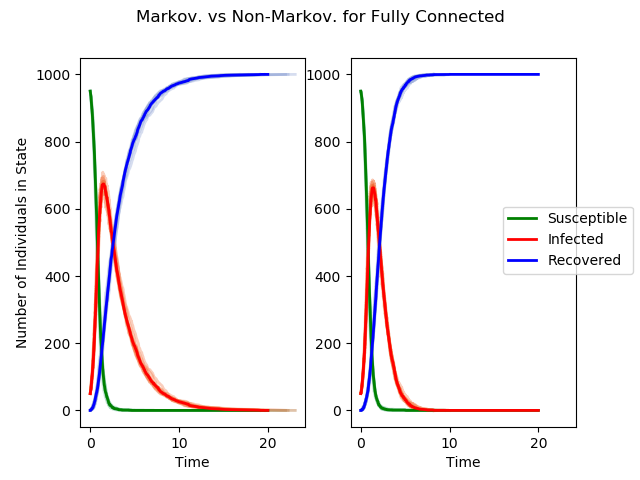 Markov. vs Non-Markov. for Fully Connected
Number of Individuals in State
1000
800
600
400
200
0
0 10 20
Time
1000
800
600
400
200
0
0 10 20
Time
Susceptible
Infected
Recovered